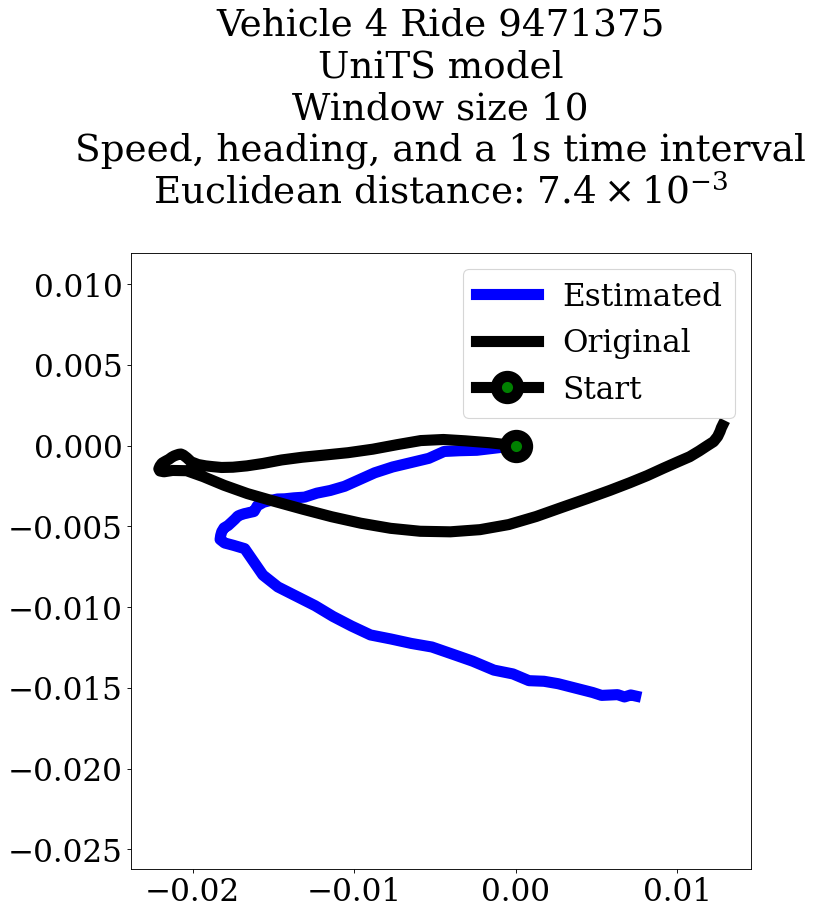 Vehicle 4 Ride 9471375
UniTS model
Window size 10
Speed, heading, and a 1s time interval
Euclidean distance: 7.4 × 10⁻³
Estimated
Original
Start
0.010
0.005
0.000
−0.005
−0.010
−0.015
−0.020
−0.025
−0.02 −0.01 0.00 0.01